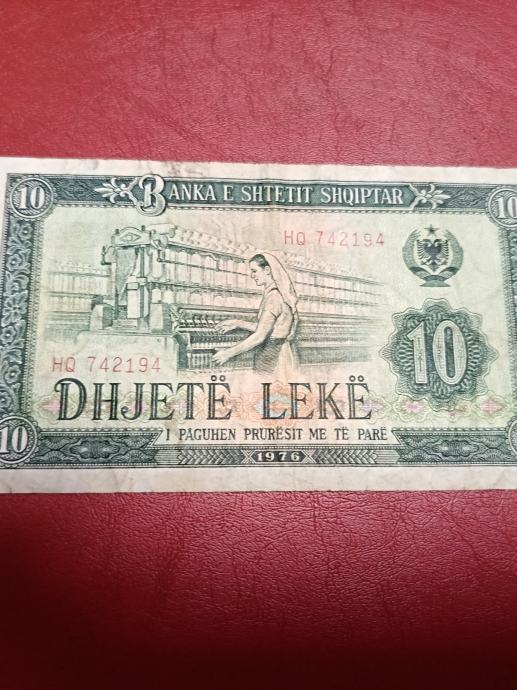 10 BANKA E SHTETIT SHQIPTAR 10
HQ 742194
HQ 742194
10
DHJETË LEKË
10 I PAGUHEN PRURËSIT ME TË PARË 10
1976